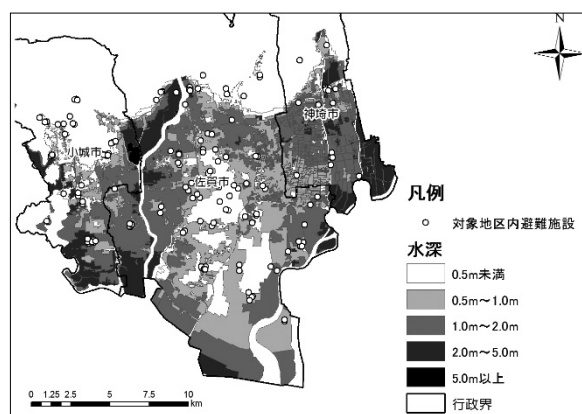 N
神埼市
小城市
佐賀市
凡例
対象地区内避難施設
水深
0.5m未満
0.5m～1.0m
1.0m～2.0m
2.0m～5.0m
5.0m以上
行政界
0 1.25 2.5 5 7.5 10
km